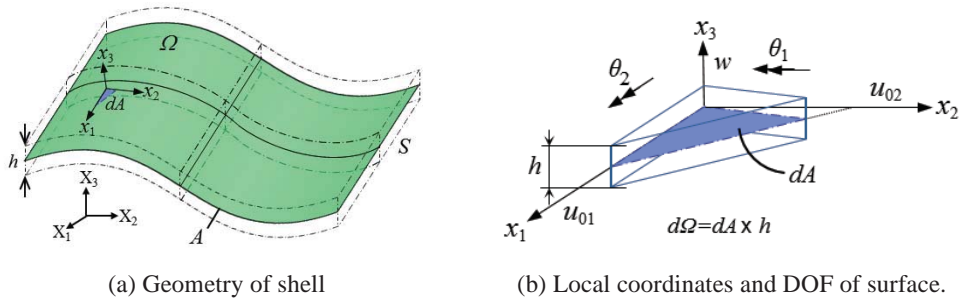 Ω
x₃
x₂
dA
x₁
h
S
X₃
X₂
X₁
A
(a) Geometry of shell
x₃
w
θ₁
θ₂
u₀₂
x₂
h
dA
u₀₁
x₁
dΩ=dA x h
(b) Local coordinates and DOF of surface.